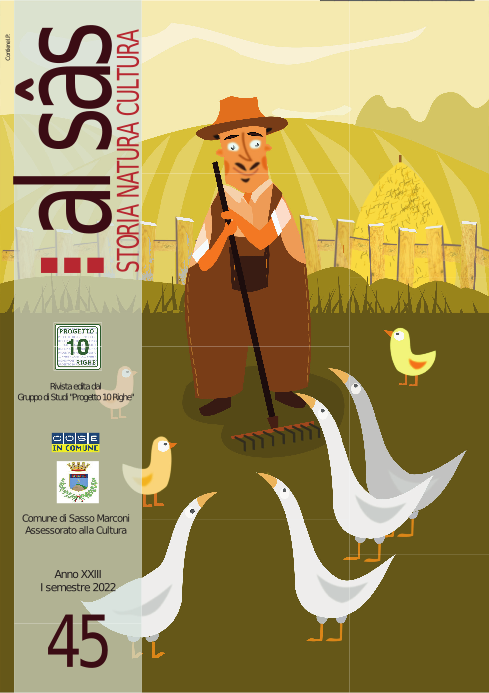 Contiene I.P.
al sâs
STORIA NATURA CULTURA
PROGETTO
10
RIGHE
Rivista edita dal
Gruppo di Studi "Progetto 10 Righe"
COSE
IN COMUNE
Comune di Sasso Marconi
Assessorato alla Cultura
Anno XXIII
I semestre 2022
45